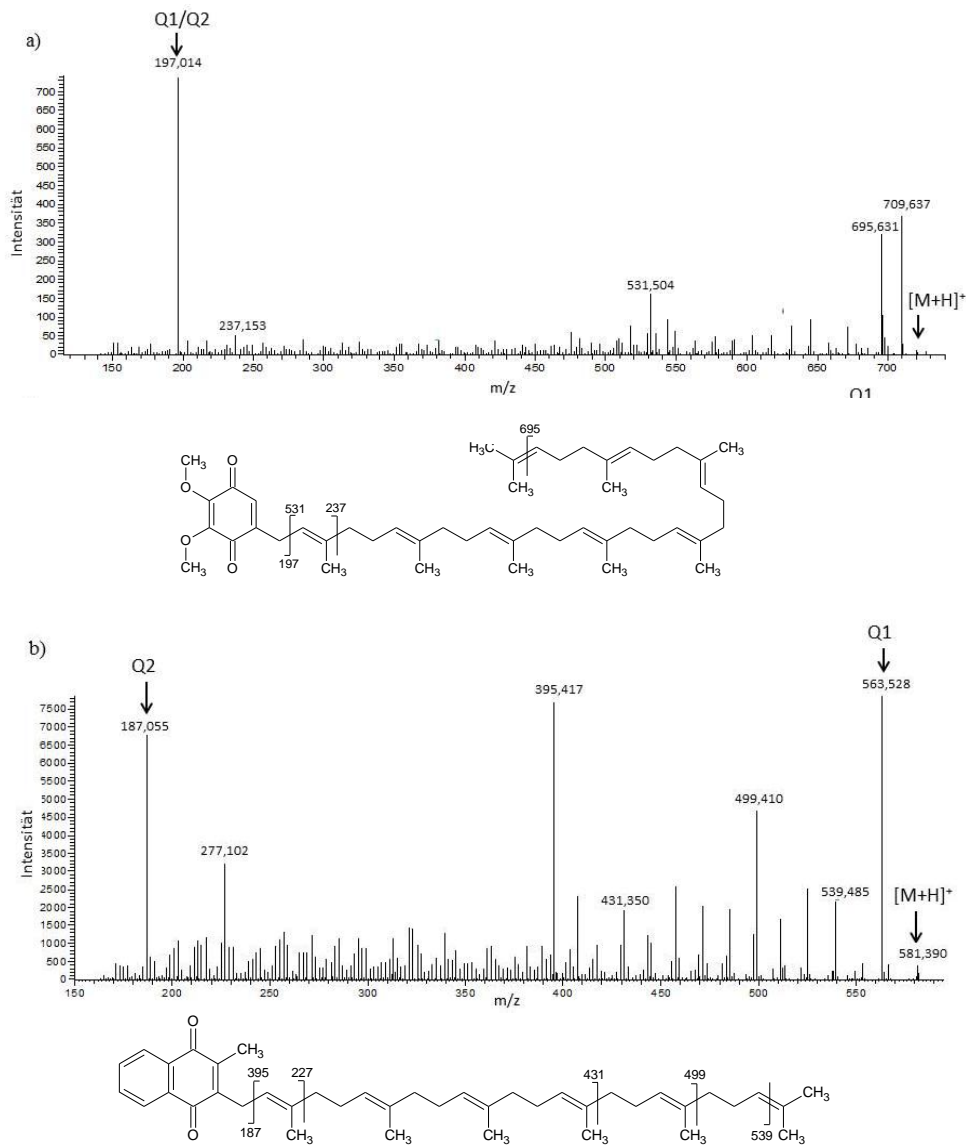 Q1/Q2
a)
197,014
700
650
600
550
500
450
400
350
300
250
200
150
100
50
0
Intensität
237,153
531,504
695,631
709,637
[M+H]+
150 200 250 300 350 400 450 500 550 600 650 700
m/z
Q1
695
H3C
CH3
CH3
CH3
CH3
O
O
531
237
O
O
197
CH3
CH3
CH3
CH3
CH3
CH3
b)
Q2
Q1
187,055
395,417
563,528
7500
7000
6500
6000
5500
5000
4500
4000
3500
3000
2500
2000
1500
1000
500
0
Intensität
277,102
431,350
499,410
539,485
[M+H]+
581,390
150 200 250 300 350 400 450 500 550
m/z
O
CH3
395
227
431
499
CH3
O
187
CH3
CH3
CH3
CH3
CH3
539
CH3